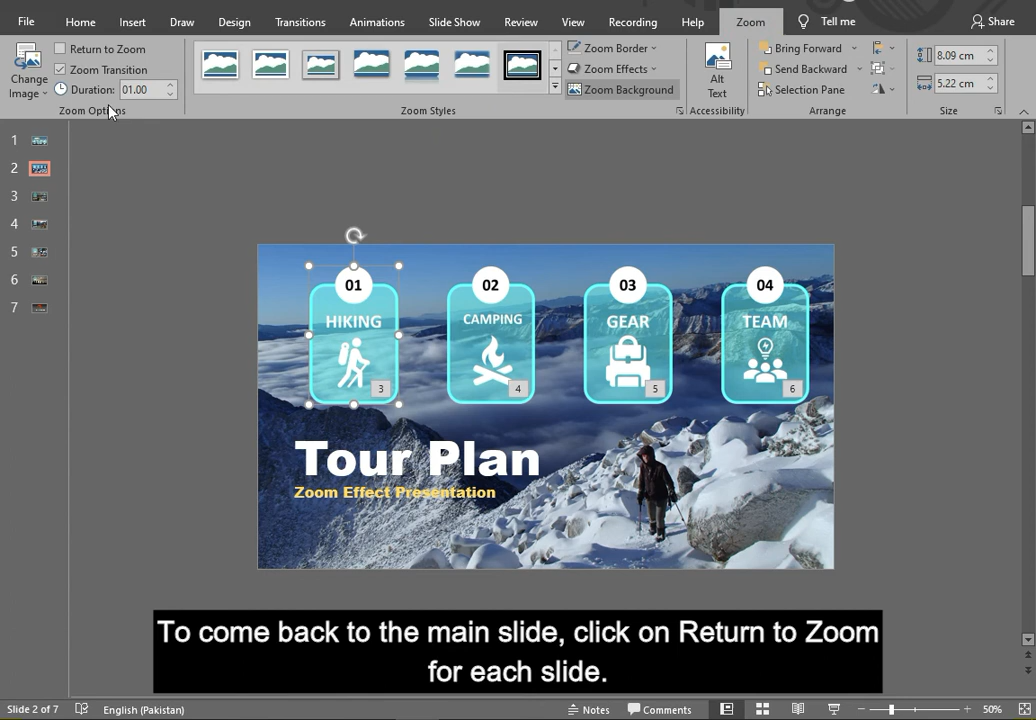 File Home Insert Draw Design Transitions Animations Slide Show Review View Recording Help Zoom Tell me Share
Change Image
Return to Zoom
Zoom Transition
Duration: 01.00
Zoom Options
Zoom Styles
Zoom Border
Zoom Effects
Zoom Background
Alt Text
Accessibility
Bring Forward
Send Backward
Selection Pane
Arrange
8.09 cm
5.22 cm
Size
1
2
3
4
5
6
7
01 02 03 04
HIKING CAMPING GEAR TEAM
3 4 5 6
Tour Plan
Zoom Effect Presentation
To come back to the main slide, click on Return to Zoom
for each slide.
Slide 2 of 7 English (Pakistan) Notes Comments 50%